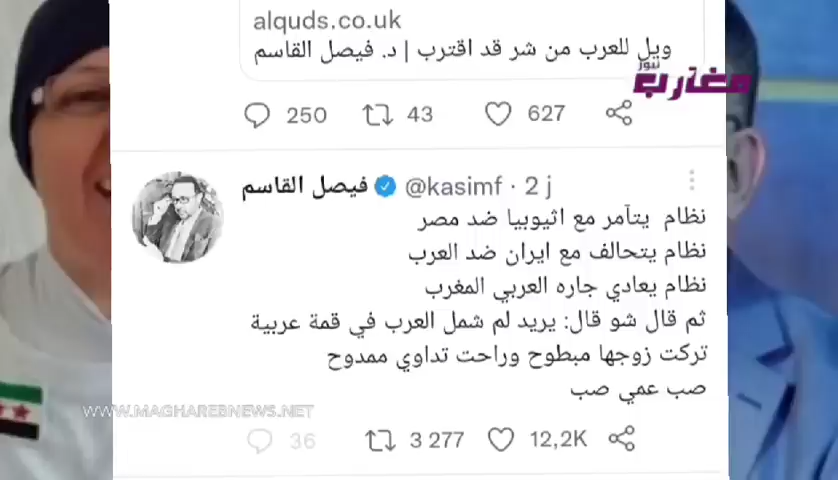 alquds.co.uk
ويل للعرب من شر قد اقترب | د. فيصل القاسم
مغارب نيوز
250 43 627
فيصل القاسم @kasimf · 2 j
نظام يتآمر مع اثيوبيا ضد مصر
نظام يتحالف مع ايران ضد العرب
نظام يعادي جاره العربي المغرب
ثم قال شو قال: يريد لم شمل العرب في قمة عربية
تركت زوجها مبطوح وراحت تداوي ممدوح
صب عمي صب
WWW.MAGHAREBNEWS.NET
36 3 277 12,2K